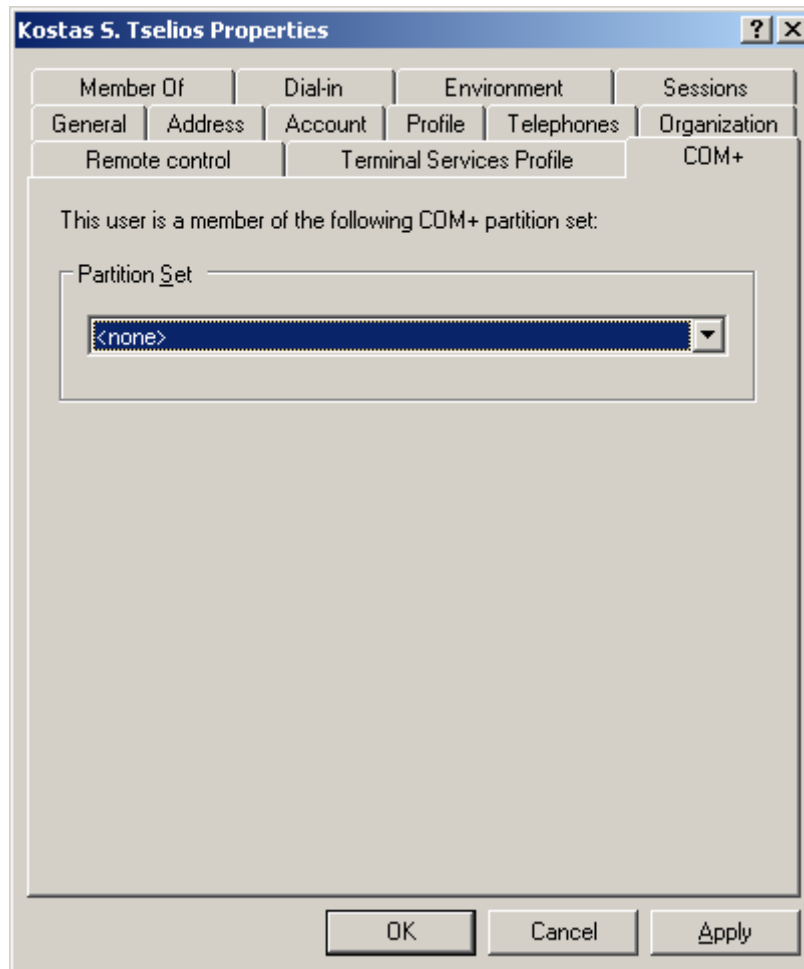 Kostas S. Tselios Properties
Member Of Dial-in Environment Sessions
General Address Account Profile Telephones Organization
Remote control Terminal Services Profile COM+
This user is a member of the following COM+ partition set:
Partition Set
<none>
OK Cancel Apply